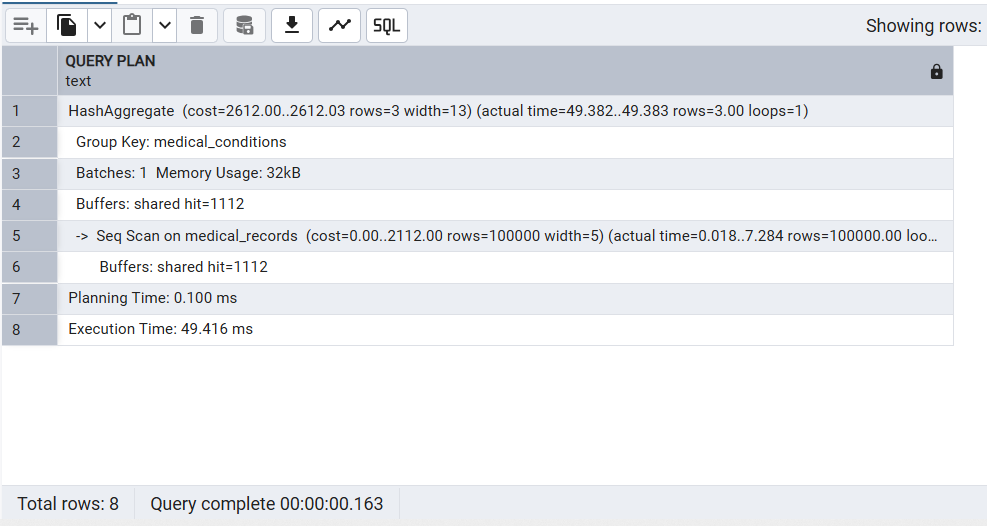 SQL
Showing rows:
QUERY PLAN
text
1 HashAggregate (cost=2612.00..2612.03 rows=3 width=13) (actual time=49.382..49.383 rows=3.00 loops=1)
2 Group Key: medical_conditions
3 Batches: 1 Memory Usage: 32kB
4 Buffers: shared hit=1112
5 -> Seq Scan on medical_records (cost=0.00..2112.00 rows=100000 width=5) (actual time=0.018..7.284 rows=100000.00 loo...
6 Buffers: shared hit=1112
7 Planning Time: 0.100 ms
8 Execution Time: 49.416 ms
Total rows: 8 Query complete 00:00:00.163